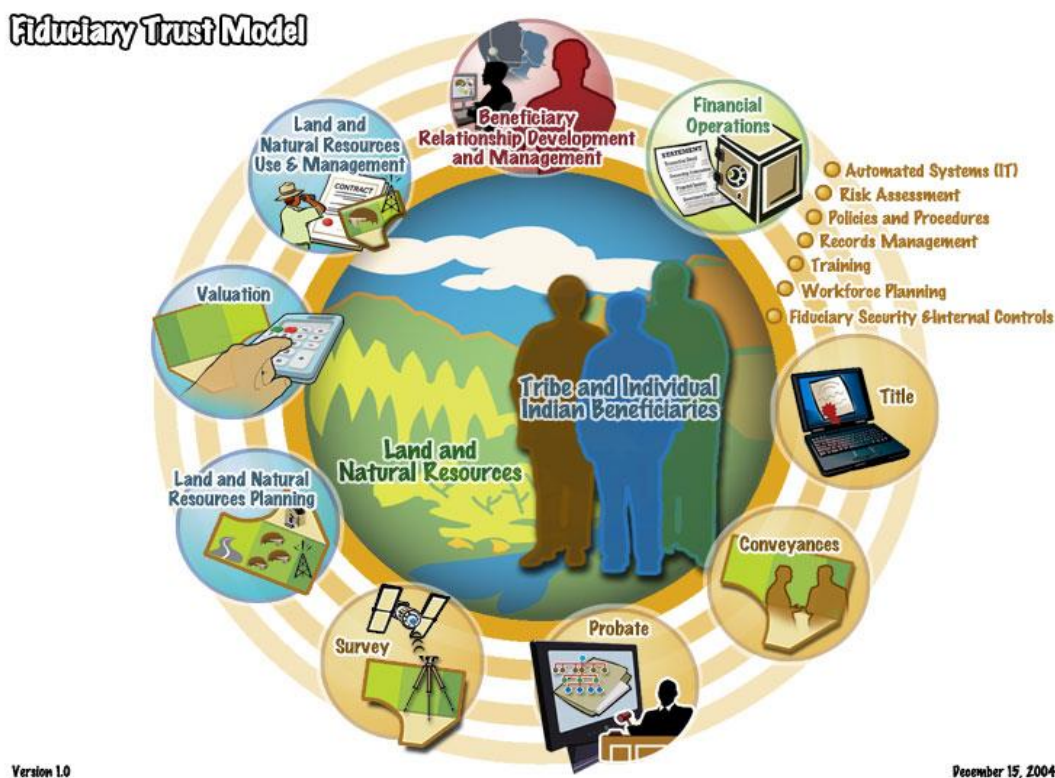 Fiduciary Trust Model
Beneficiary
Relationship Development
and Management
Financial
Operations
STATEMENT
Automated Systems (IT)
Risk Assessment
Policies and Procedures
Records Management
Training
Workforce Planning
Fiduciary Security &Internal Controls
Title
Conveyances
Probate
Survey
Land and Natural
Resources Planning
Valuation
Land and
Natural Resources
Use & Management
CONTRACT
Tribe and Individual
Indian Beneficiaries
Land and
Natural Resources
Version 1.0
December 15, 2004